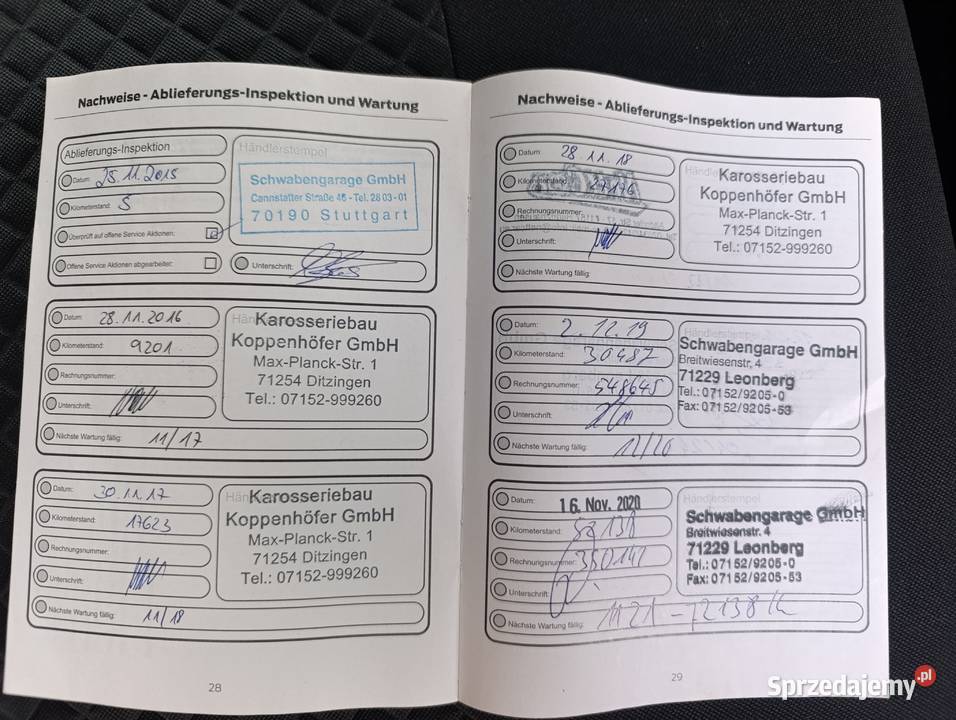 Nachweise - Ablieferungs-Inspektion und Wartung
Ablieferungs-Inspektion
Datum: 25.11.2015
Kilometerstand: 5
Überprüft auf offene Service Aktionen:
Offene Service Aktionen abgearbeitet:
Händlerstempel
Schwabengarage GmbH
Cannstatter Straße 46 - Tel. 28 03 - 01
70190 Stuttgart
Unterschrift:
Datum: 28.11.2016
Kilometerstand: 9201
Rechnungsnummer:
Unterschrift:
Karosseriebau
Koppenhöfer GmbH
Max-Planck-Str. 1
71254 Ditzingen
Tel.: 07152-999260
Nächste Wartung fällig: 11/17
Datum: 30.11.17
Kilometerstand: 17623
Rechnungsnummer:
Unterschrift:
Karosseriebau
Koppenhöfer GmbH
Max-Planck-Str. 1
71254 Ditzingen
Tel.: 07152-999260
Nächste Wartung fällig: 11/18
28
Nachweise - Ablieferungs-Inspektion und Wartung
Datum: 28.11.18
Kilometerstand:
Rechnungsnummer:
Unterschrift:
Karosseriebau
Koppenhöfer GmbH
Max-Planck-Str. 1
71254 Ditzingen
Tel.: 07152-999260
Nächste Wartung fällig:
Datum: 2.12.19
Kilometerstand: 30487
Rechnungsnummer: 548645
Unterschrift:
Händlerstempel
Schwabengarage GmbH
Breitwiesenstr. 4
71229 Leonberg
Tel.: 07152/9205-0
Fax: 07152/9205-53
Nächste Wartung fällig: 12/20
Datum: 16. Nov. 2020
Kilometerstand:
Rechnungsnummer:
Unterschrift:
Händlerstempel
Schwabengarage GmbH
Breitwiesenstr. 4
71229 Leonberg
Tel.: 07152/9205-0
Fax: 07152/9205-53
Nächste Wartung fällig:
29
Sprzedajemy.pl